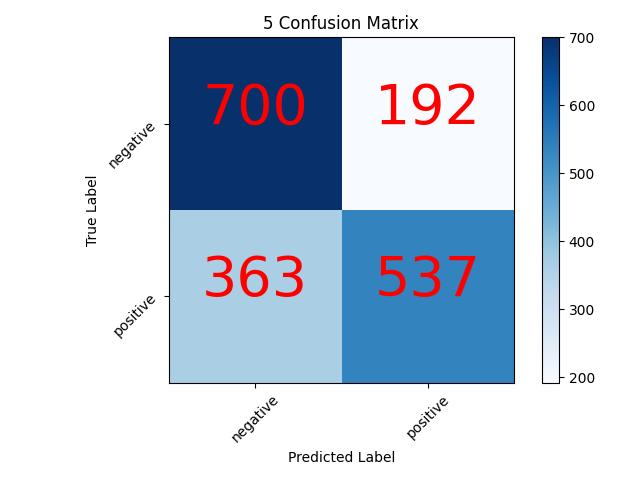 5 Confusion Matrix
700 192
363 537
True Label
negative
positive
negative
positive
Predicted Label
700
600
500
400
300
200